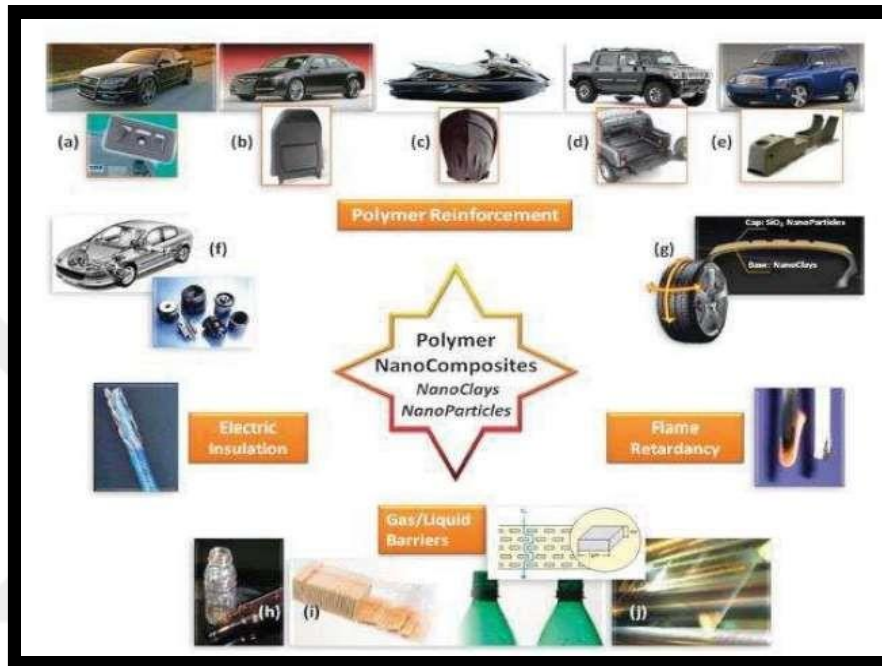 (a)
(b)
(c)
(d)
(e)
Polymer Reinforcement
(f)
(g)
Cap: SiO₂ NanoParticles
Base: NanoClays
Polymer
NanoComposites
NanoClays
NanoParticles
Electric
Insulation
Flame
Retardancy
Gas/Liquid
Barriers
(h)
(i)
(j)